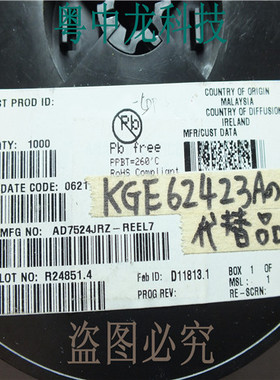 粤中龙科技
ST PROD ID:
COUNTRY OF ORIGIN
MALAYSIA
COUNTRY OF DIFFUSION
IRELAND
MFR/CUST DATA
Pb
QTY: 1000
Pb free
PPBT=260°C
RoHS Compliant
DATE CODE: 0621
KGE62423A
代替品
MFG NO: AD7524JRZ-REEL7
LOT NO: R24851.4
Fab ID: D11813.1
BOX 1 OF
MSL: 1
PROG REV:
RE-SCRN:
盗图必究